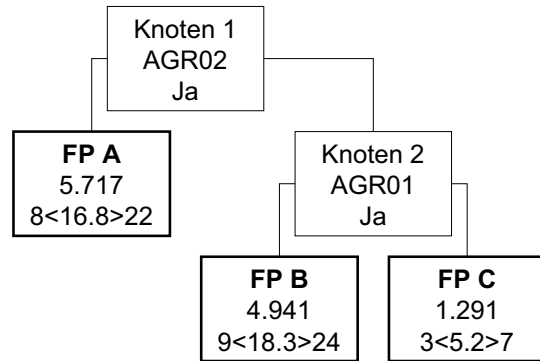 Knoten 1
AGR02
Ja
FP A
5.717
8<16.8>22
Knoten 2
AGR01
Ja
FP B
4.941
9<18.3>24
FP C
1.291
3<5.2>7